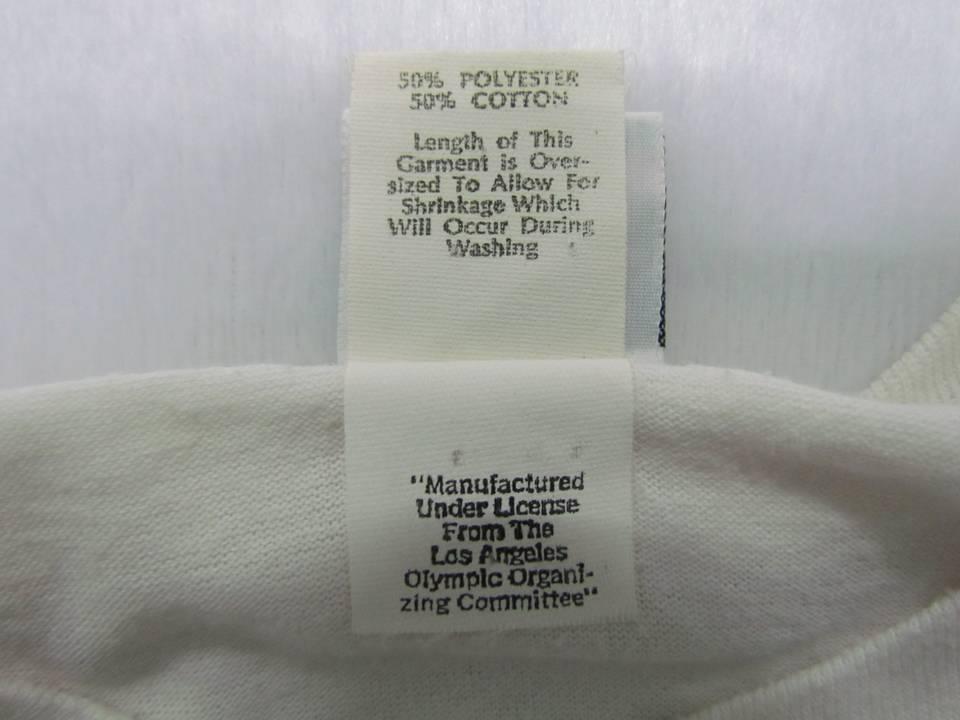 50% POLYESTER
50% COTTON
Length of This
Garment is Over-
sized To Allow For
Shrinkage Which
Will Occur During
Washing
"Manufactured
Under License
From The
Los Angeles
Olympic Organi-
zing Committee"